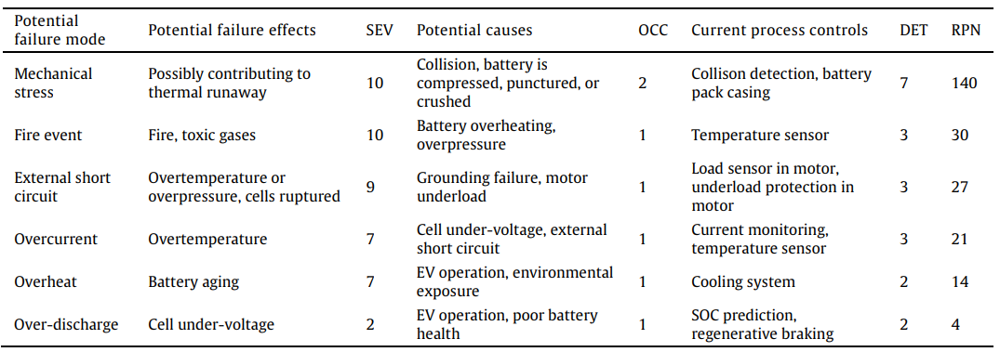 Potential failure mode | Potential failure effects | SEV | Potential causes | OCC | Current process controls | DET | RPN
Mechanical stress | Possibly contributing to thermal runaway | 10 | Collision, battery is compressed, punctured, or crushed | 2 | Collison detection, battery pack casing | 7 | 140
Fire event | Fire, toxic gases | 10 | Battery overheating, overpressure | 1 | Temperature sensor | 3 | 30
External short circuit | Overtemperature or overpressure, cells ruptured | 9 | Grounding failure, motor underload | 1 | Load sensor in motor, underload protection in motor | 3 | 27
Overcurrent | Overtemperature | 7 | Cell under-voltage, external short circuit | 1 | Current monitoring, temperature sensor | 3 | 21
Overheat | Battery aging | 7 | EV operation, environmental exposure | 1 | Cooling system | 2 | 14
Over-discharge | Cell under-voltage | 2 | EV operation, poor battery health | 1 | SOC prediction, regenerative braking | 2 | 4